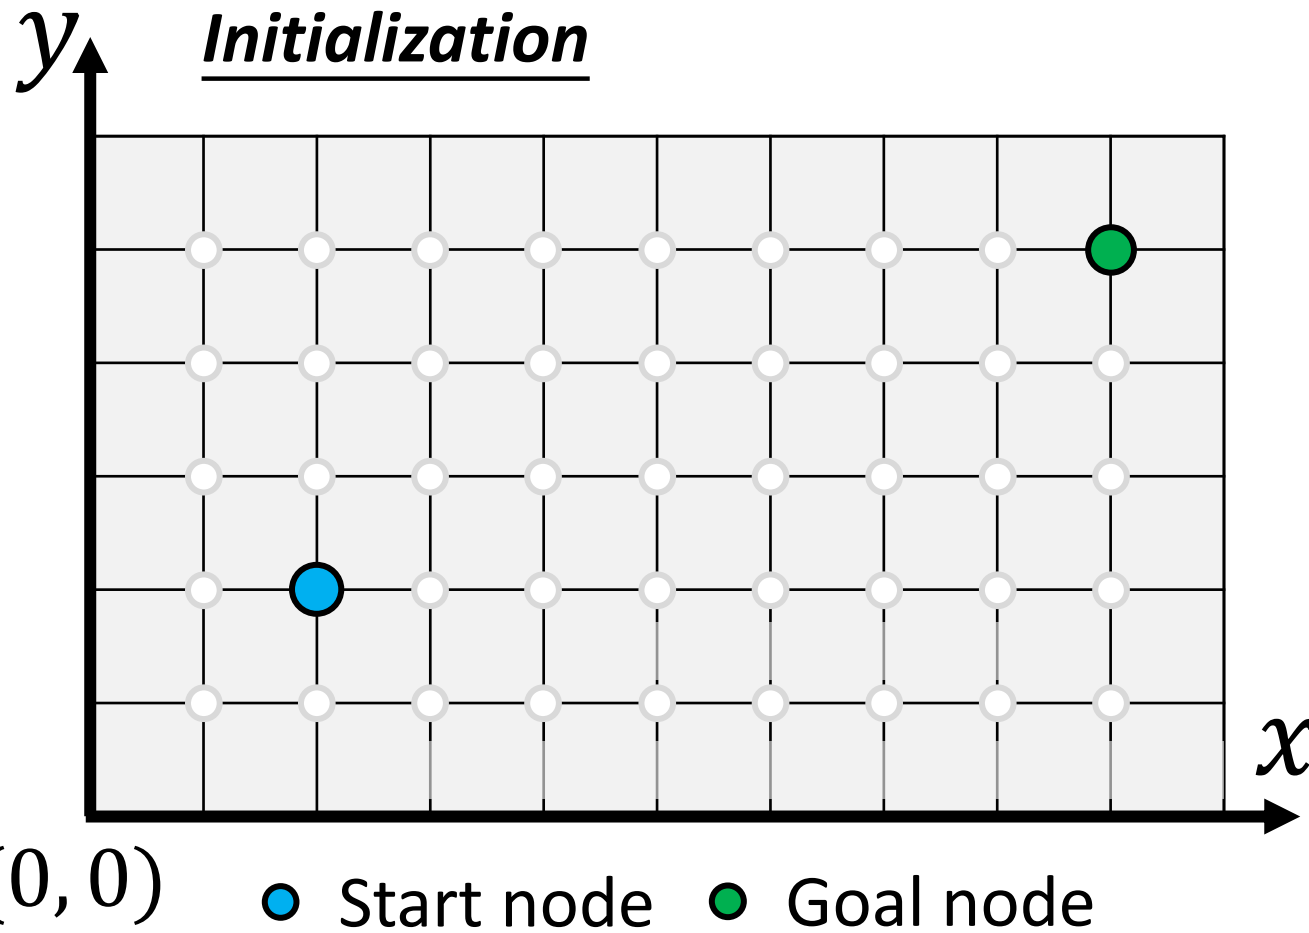 y
Initialization
x
(0, 0)
Start node
Goal node